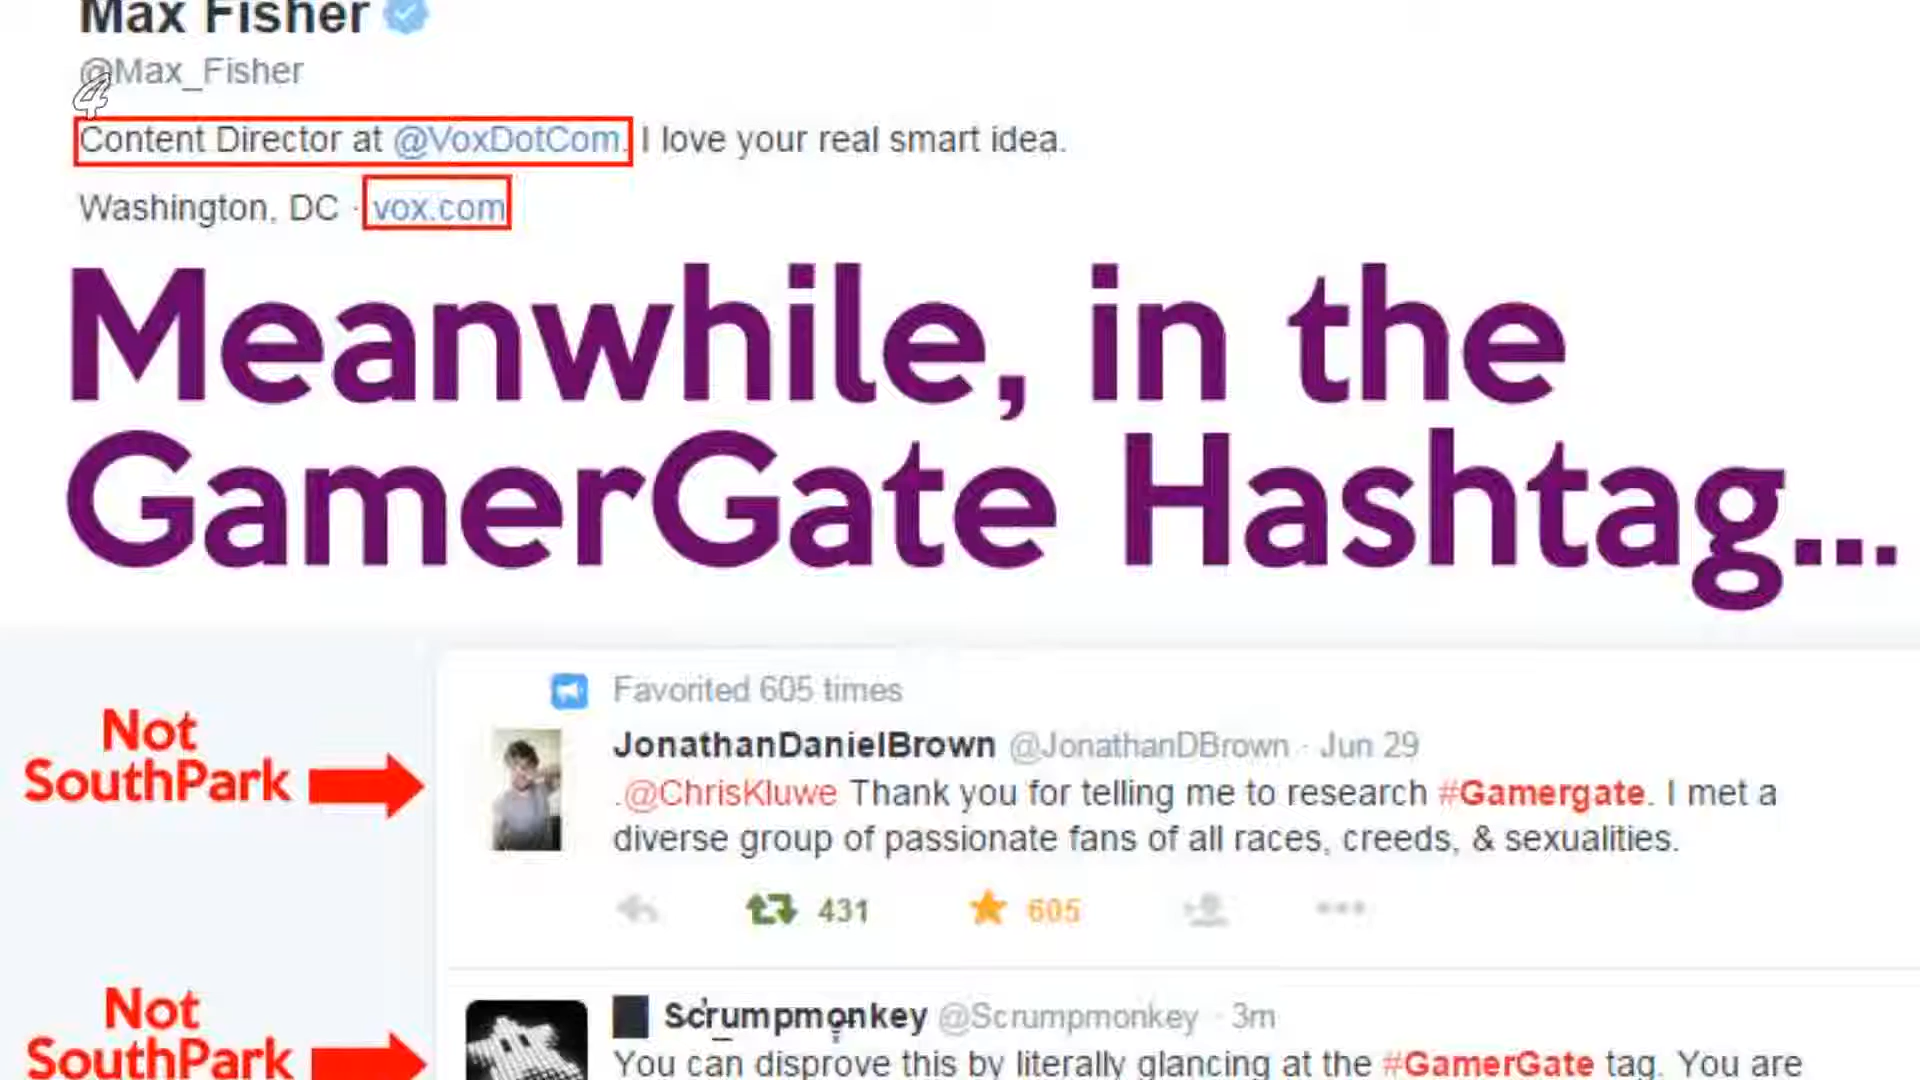 Max Fisher
@Max_Fisher
4
Content Director at @VoxDotCom. I love your real smart idea.
Washington, DC · vox.com
Meanwhile, in the
GamerGate Hashtag...
Favorited 605 times
Not
SouthPark
JonathanDanielBrown @JonathanDBrown · Jun 29
.@ChrisKluwe Thank you for telling me to research #Gamergate. I met a
diverse group of passionate fans of all races, creeds, & sexualities.
431 605
Not
SouthPark
Scrumpmonkey @Scrumpmonkey · 3m
You can disprove this by literally glancing at the #GamerGate tag. You are